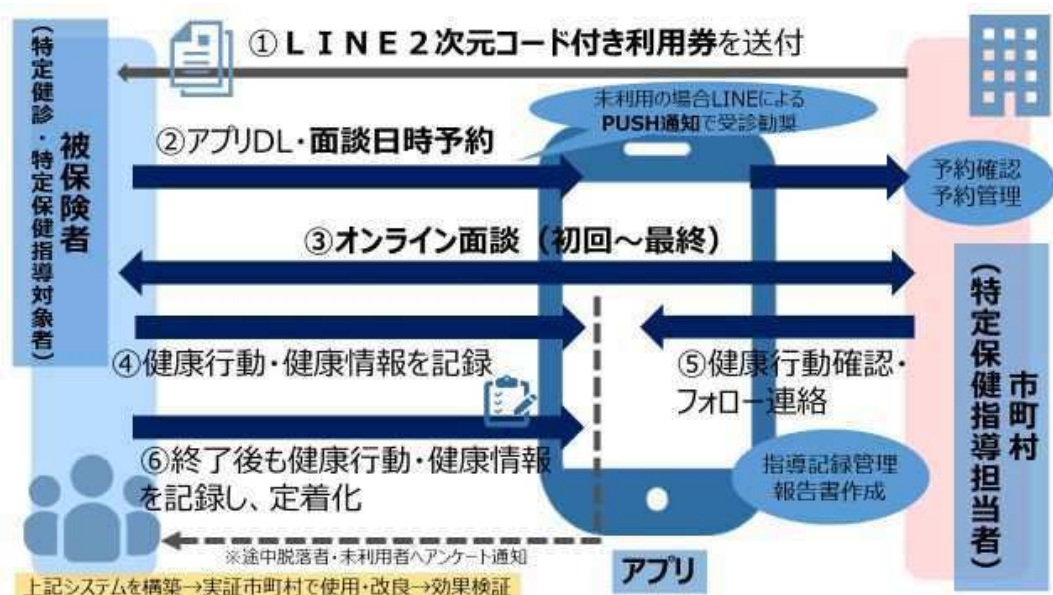 ①LINE2次元コード付き利用券を送付
未利用の場合LINEによる
PUSH通知で受診勧奨
②アプリDL・面談日時予約
予約確認
予約管理
被保険者
(特定健診・特定保健指導対象者)
③オンライン面談(初回~最終)
④健康行動・健康情報を記録
⑤健康行動確認・
フォロー連絡
市町村
(特定保健指導担当者)
⑥終了後も健康行動・健康情報
を記録し、定着化
指導記録管理
報告書作成
※途中脱落者・未利用者へアンケート通知
アプリ
上記システムを構築→実証市町村で使用・改良→効果検証